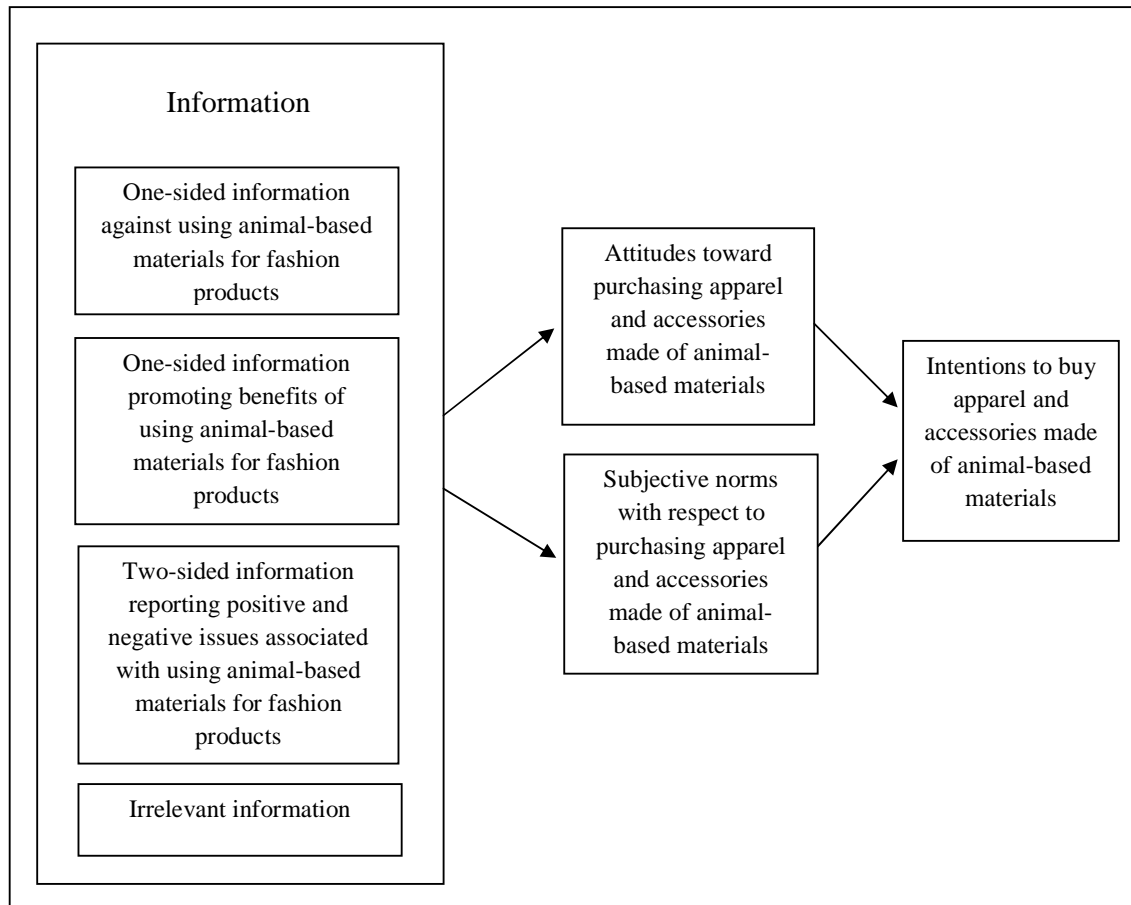 Information
One-sided information
against using animal-based
materials for fashion
products
One-sided information
promoting benefits of
using animal-based
materials for fashion
products
Two-sided information
reporting positive and
negative issues associated
with using animal-based
materials for fashion
products
Irrelevant information
Attitudes toward
purchasing apparel
and accessories
made of animal-
based materials
Subjective norms
with respect to
purchasing apparel
and accessories
made of animal-
based materials
Intentions to buy
apparel and
accessories made
of animal-based
materials